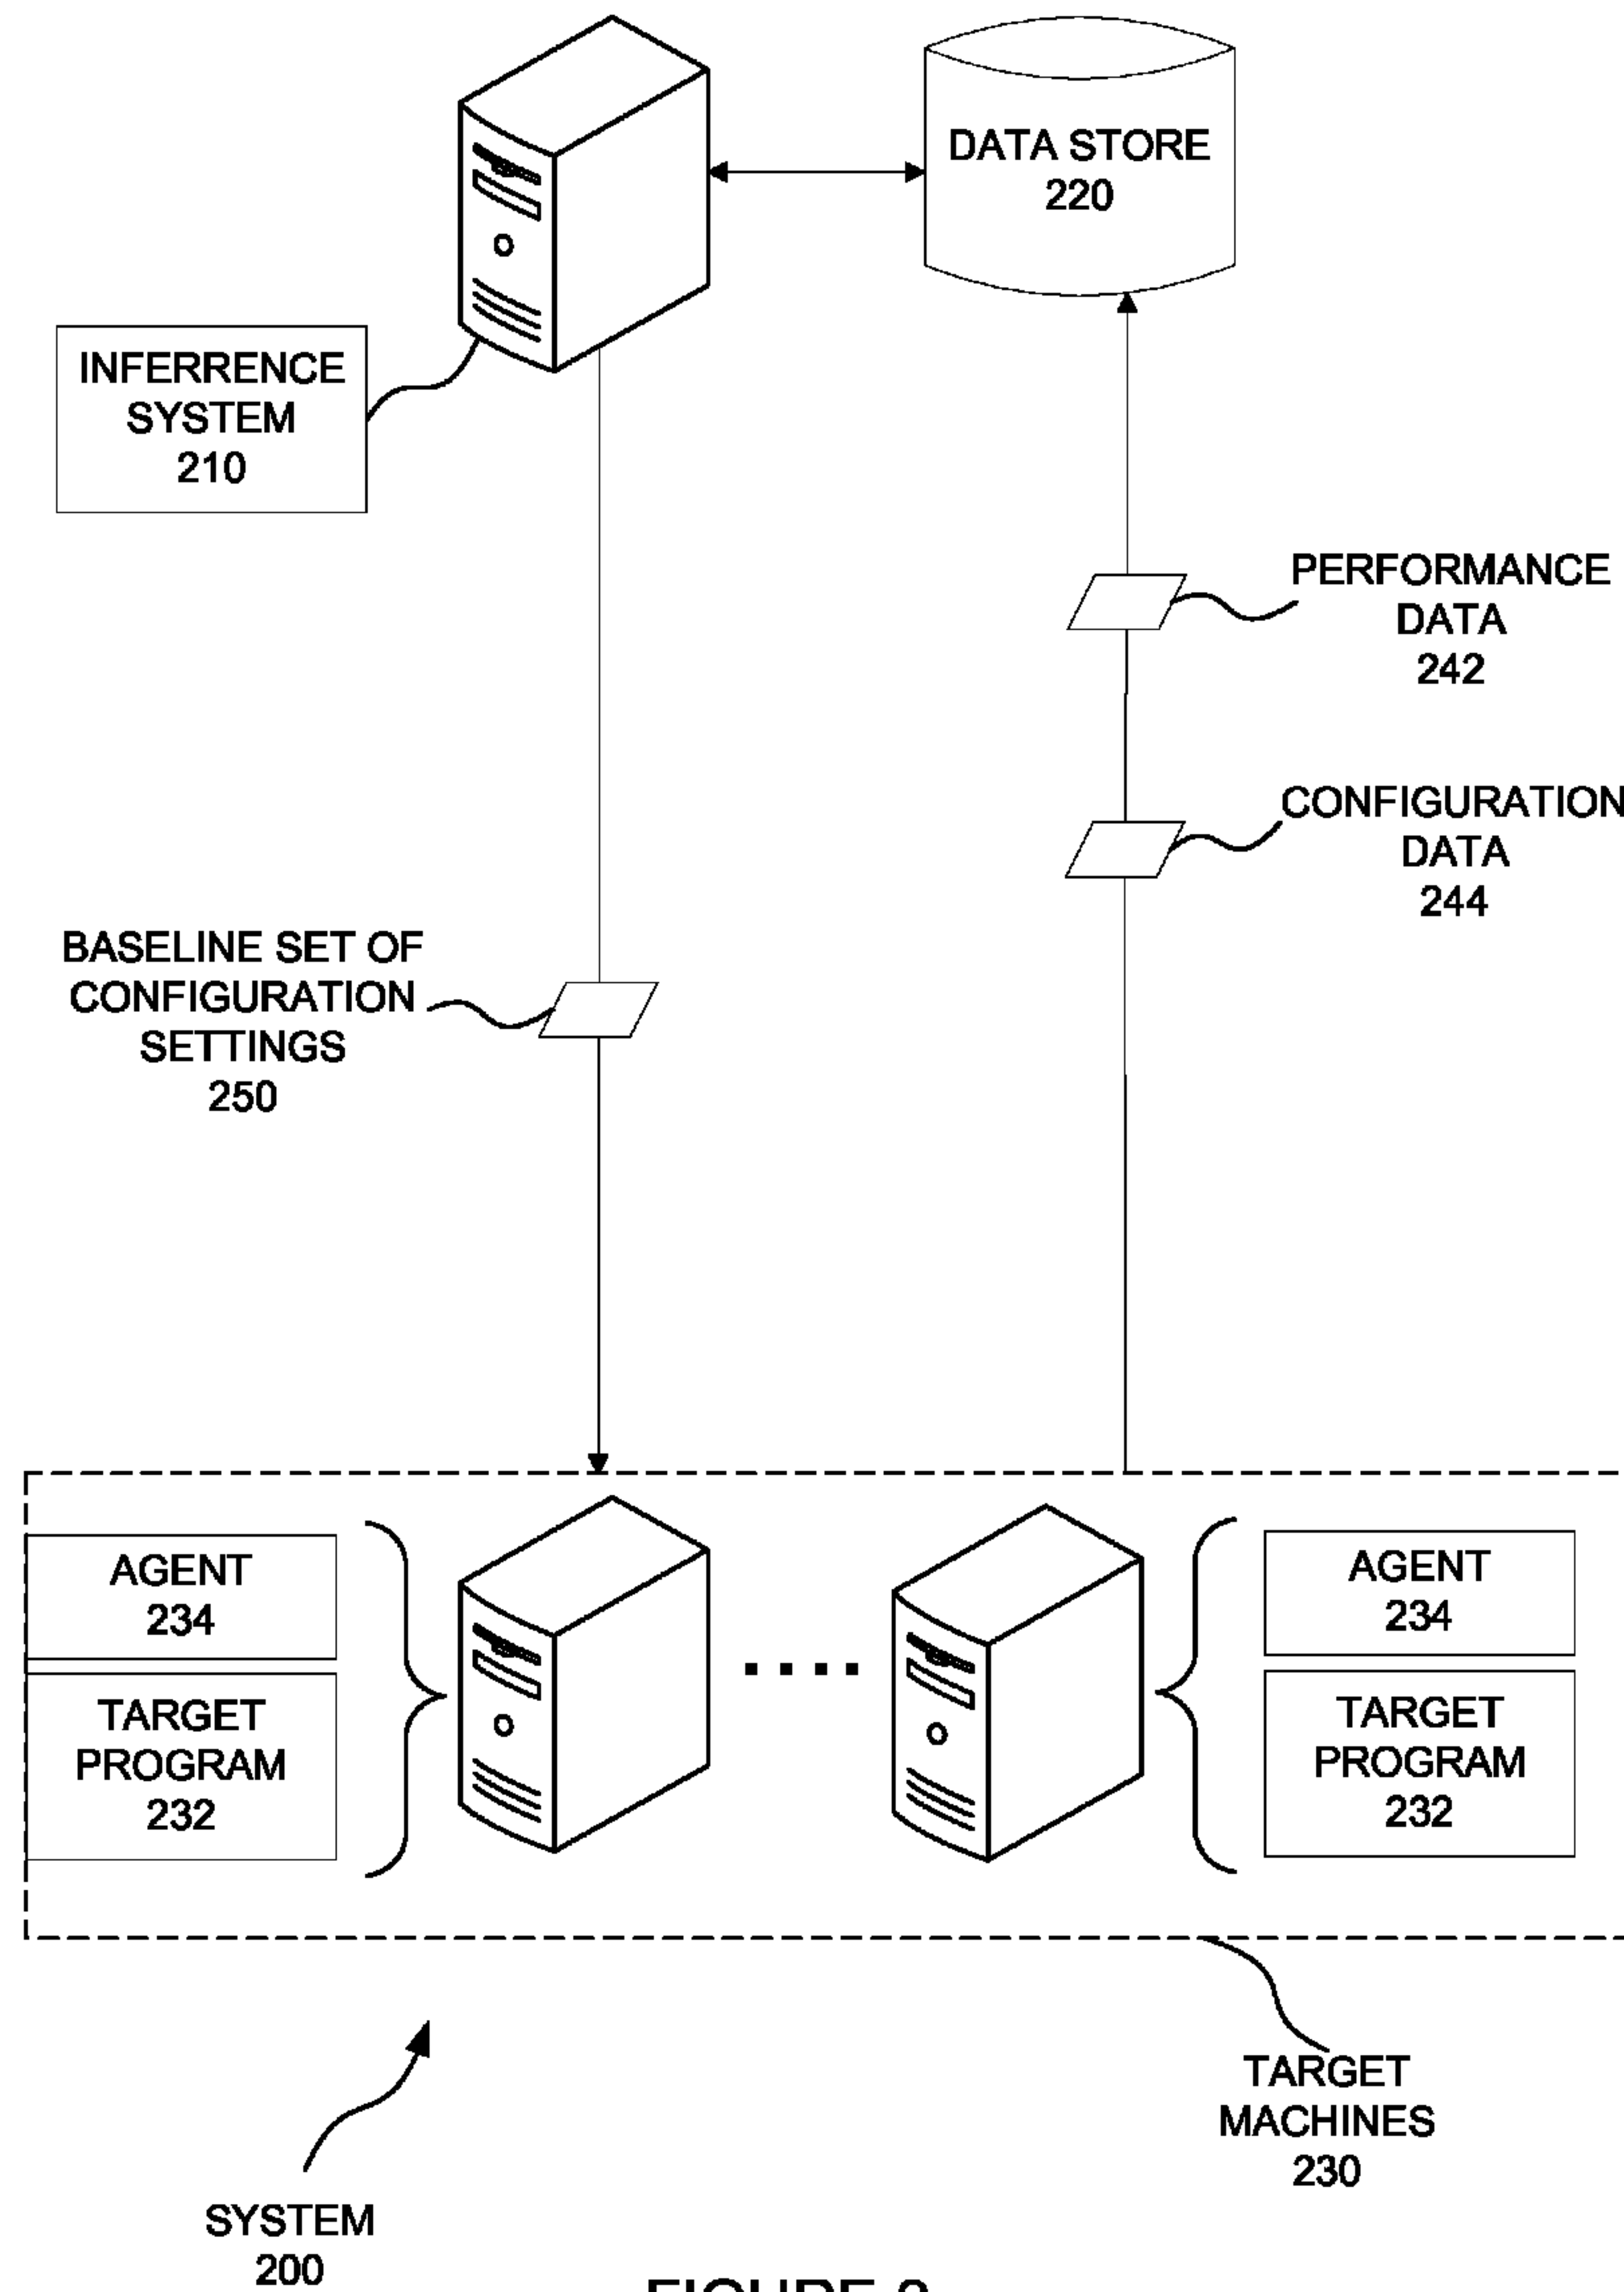 DATA STORE
220
INFERRENCE
SYSTEM
210
PERFORMANCE
DATA
242
CONFIGURATION
DATA
244
BASELINE SET OF
CONFIGURATION
SETTINGS
250
AGENT
234
TARGET
PROGRAM
232
AGENT
234
TARGET
PROGRAM
232
TARGET
MACHINES
230
SYSTEM
200
FIGURE